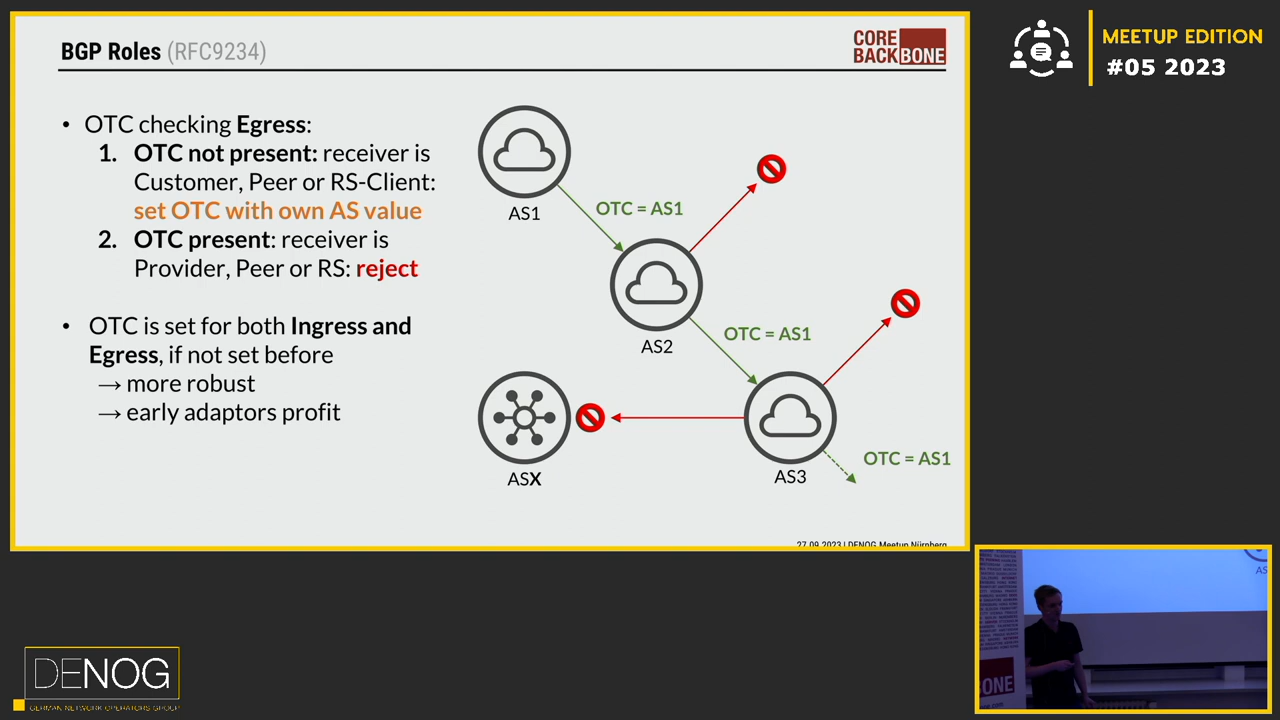 BGP Roles (RFC9234)
CORE
BACKBONE
MEETUP EDITION
#05 2023
• OTC checking Egress:
1. OTC not present: receiver is
Customer, Peer or RS-Client:
set OTC with own AS value
2. OTC present: receiver is
Provider, Peer or RS: reject
• OTC is set for both Ingress and
Egress, if not set before
→ more robust
→ early adaptors profit
AS1
OTC = AS1
AS2
OTC = AS1
ASX
AS3
OTC = AS1
27.09.2023 | DENOG Meetup Nürnberg
DENOG
GERMAN NETWORK OPERATORS GROUP
BONE